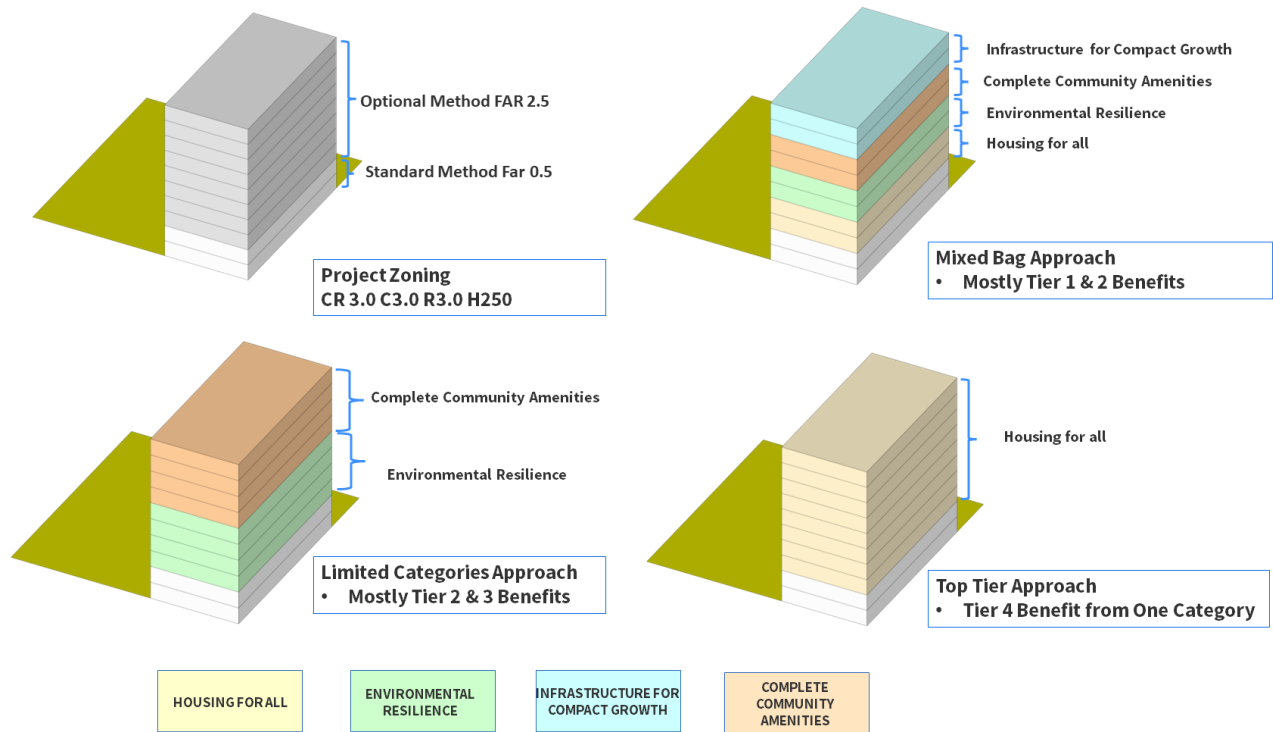 Optional Method FAR 2.5
Standard Method Far 0.5
Project Zoning
CR 3.0 C3.0 R3.0 H250
Infrastructure for Compact Growth
Complete Community Amenities
Environmental Resilience
Housing for all
Mixed Bag Approach
• Mostly Tier 1 & 2 Benefits
Complete Community Amenities
Environmental Resilience
Limited Categories Approach
• Mostly Tier 2 & 3 Benefits
Housing for all
Top Tier Approach
• Tier 4 Benefit from One Category
HOUSING FOR ALL
ENVIRONMENTAL
RESILIENCE
INFRASTRUCTURE FOR
COMPACT GROWTH
COMPLETE
COMMUNITY
AMENITIES